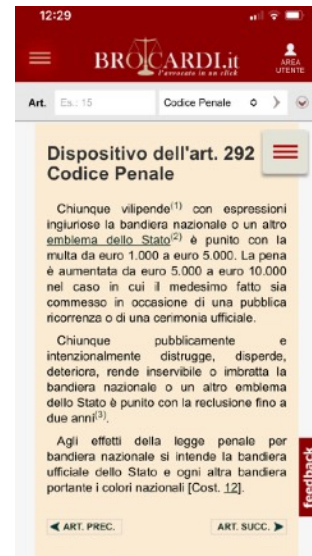 12:29
BROCARDI.it
l'avvocato in un click
AREA
UTENTE
Art.
Es.: 15
Codice Penale
Dispositivo dell'art. 292
Codice Penale
Chiunque vilipende(1) con espressioni
ingiuriose la bandiera nazionale o un altro
emblema dello Stato(2) è punito con la
multa da euro 1.000 a euro 5.000. La pena
è aumentata da euro 5.000 a euro 10.000
nel caso in cui il medesimo fatto sia
commesso in occasione di una pubblica
ricorrenza o di una cerimonia ufficiale.
Chiunque pubblicamente e
intenzionalmente distrugge, disperde,
deteriora, rende inservibile o imbratta la
bandiera nazionale o un altro emblema
dello Stato è punito con la reclusione fino a
due anni(3).
Agli effetti della legge penale per
bandiera nazionale si intende la bandiera
ufficiale dello Stato e ogni altra bandiera
portante i colori nazionali [Cost. 12].
feedback
ART. PREC.
ART. SUCC.